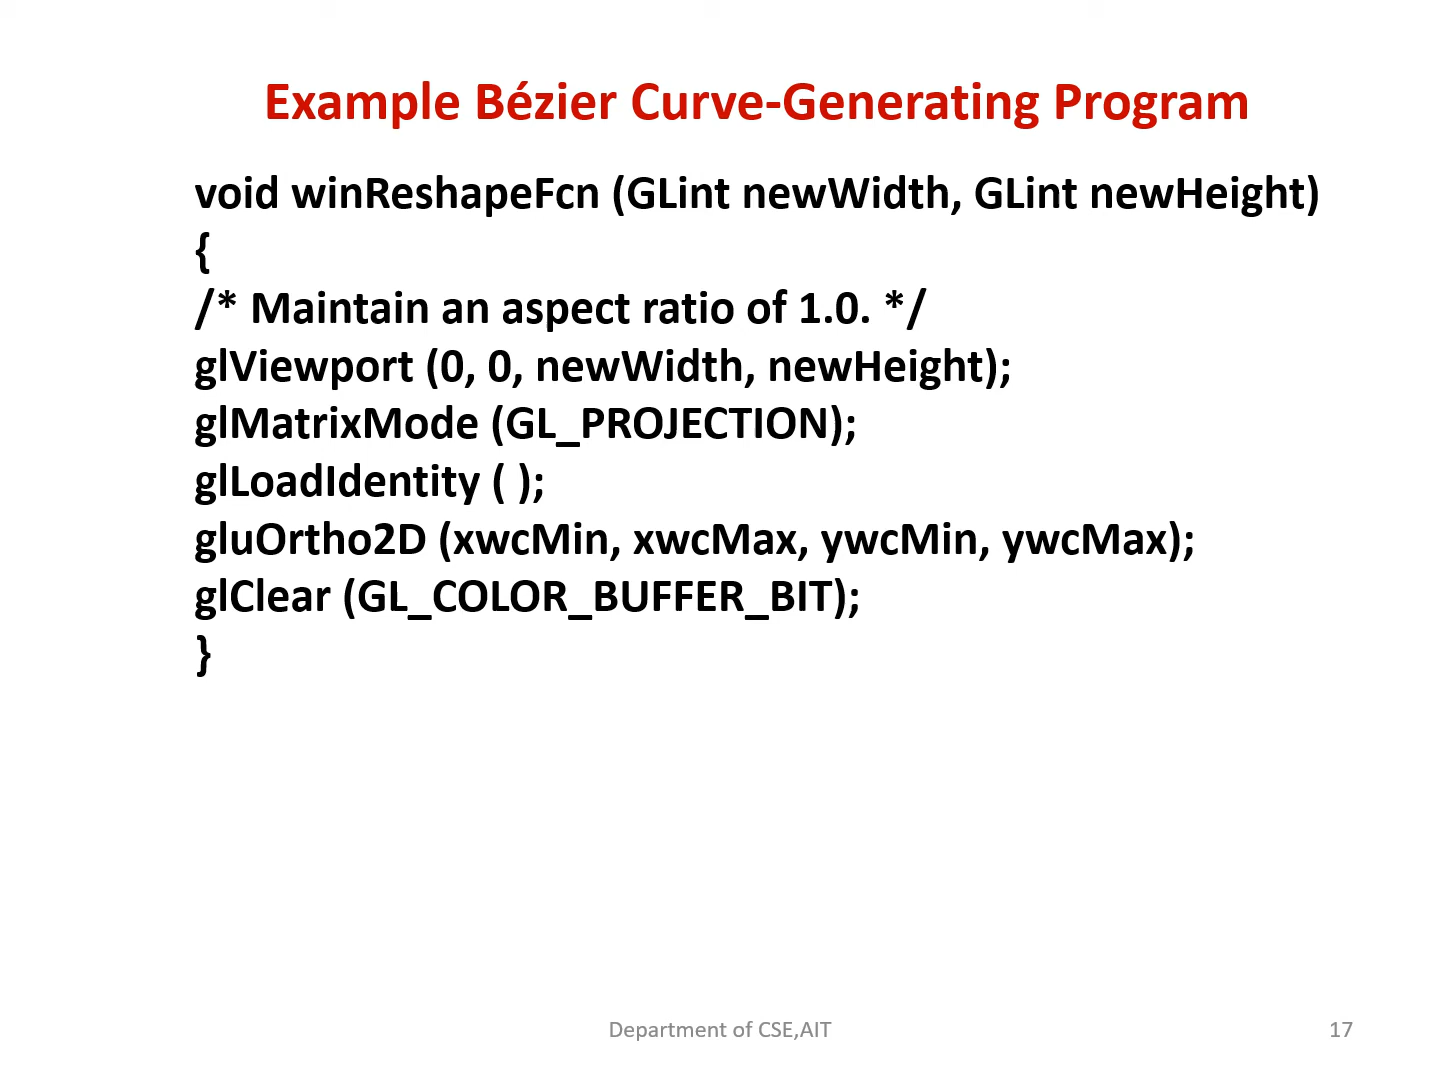 Example Bézier Curve-Generating Program
void winReshapeFcn (GLint newWidth, GLint newHeight)
{
/* Maintain an aspect ratio of 1.0. */
glViewport (0, 0, newWidth, newHeight);
glMatrixMode (GL_PROJECTION);
glLoadIdentity ( );
gluOrtho2D (xwcMin, xwcMax, ywcMin, ywcMax);
glClear (GL_COLOR_BUFFER_BIT);
}
Department of CSE,AIT
17